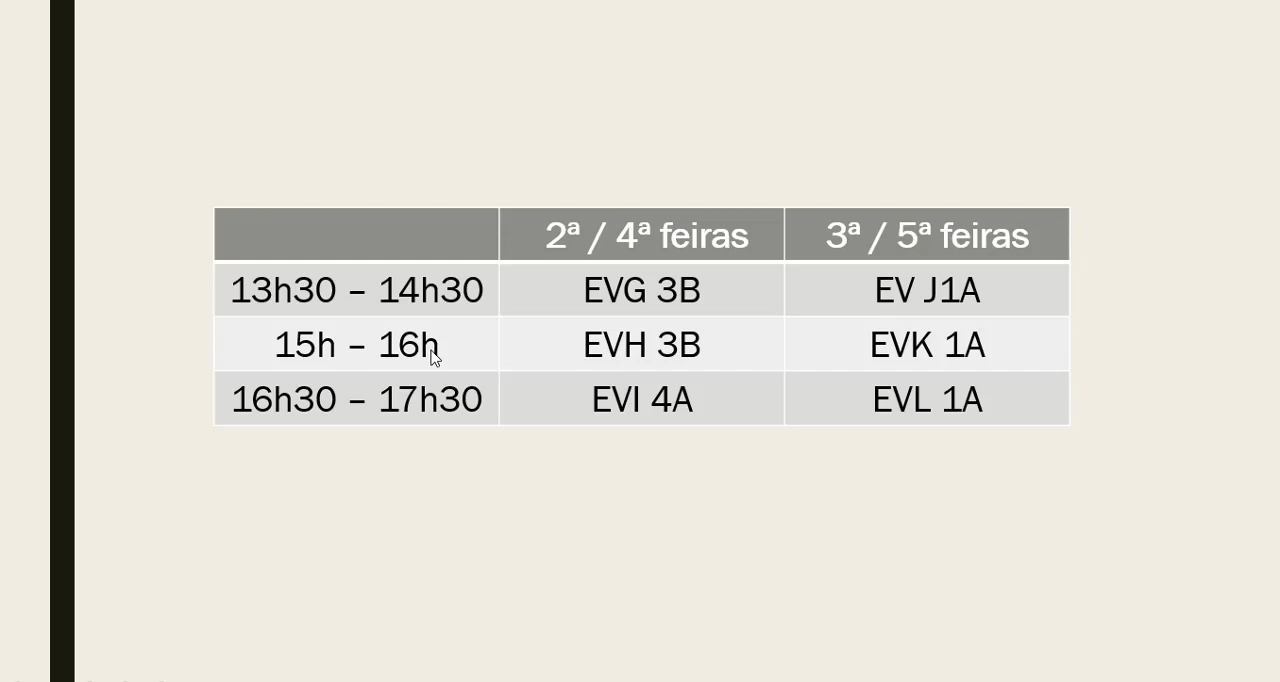 2ª / 4ª feiras 3ª / 5ª feiras
13h30 – 14h30 EVG 3B EV J1A
15h – 16h EVH 3B EVK 1A
16h30 – 17h30 EVI 4A EVL 1A